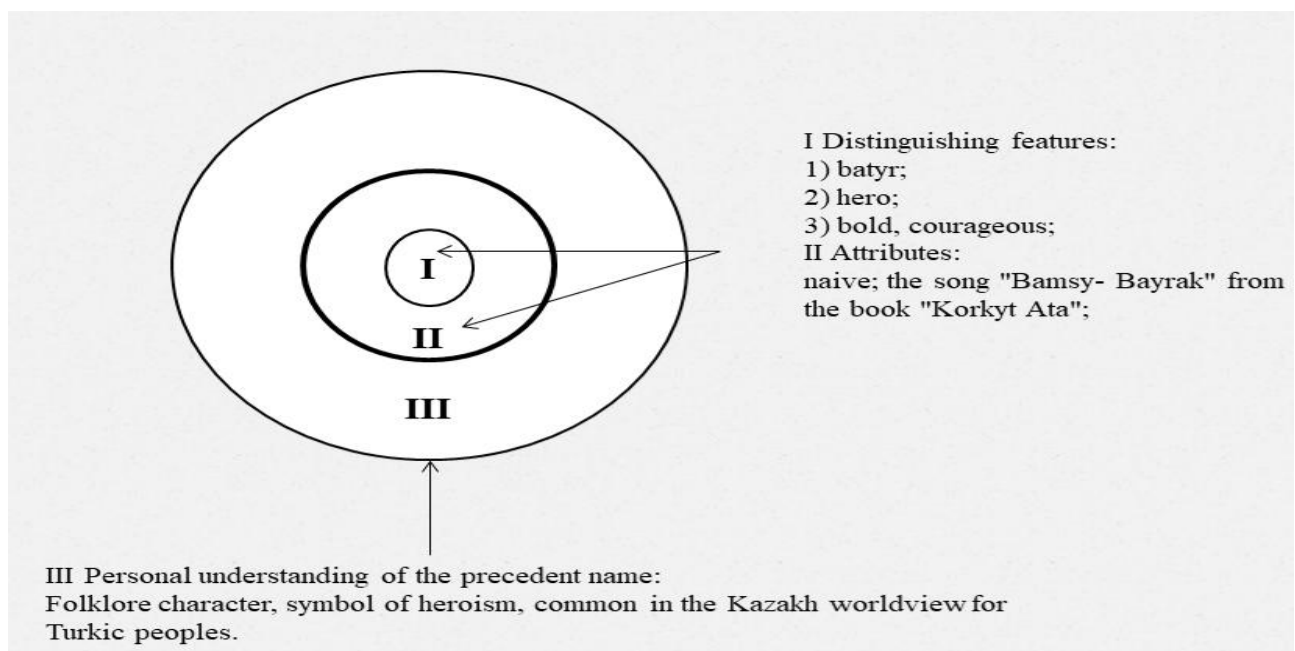 I
II
III
I Distinguishing features:
1) batyr;
2) hero;
3) bold, courageous;
II Attributes:
naive; the song "Bamsy- Bayrak" from
the book "Korkyt Ata";
III Personal understanding of the precedent name:
Folklore character, symbol of heroism, common in the Kazakh worldview for
Turkic peoples.